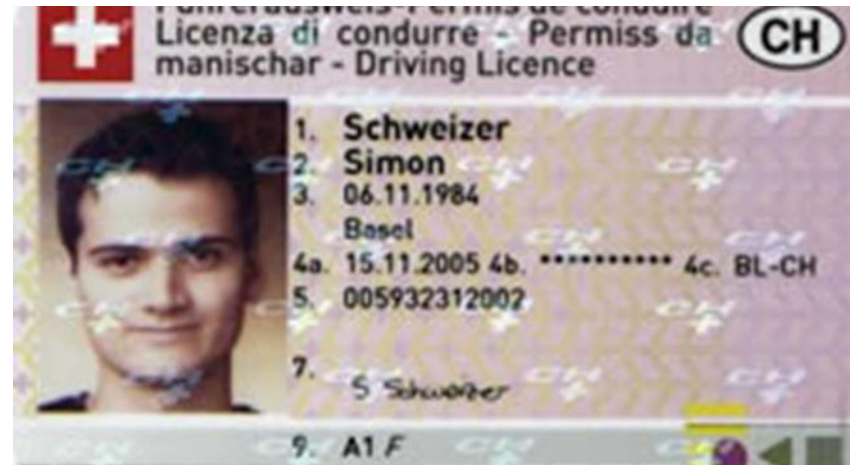 Führerausweis-Permis de conduire
Licenza di condurre - Permiss da
manischar - Driving Licence
CH
1. Schweizer
2. Simon
3. 06.11.1984
Basel
4a. 15.11.2005 4b. ********** 4c. BL-CH
5. 005932312002
7. S Schweizer
9. A1 F